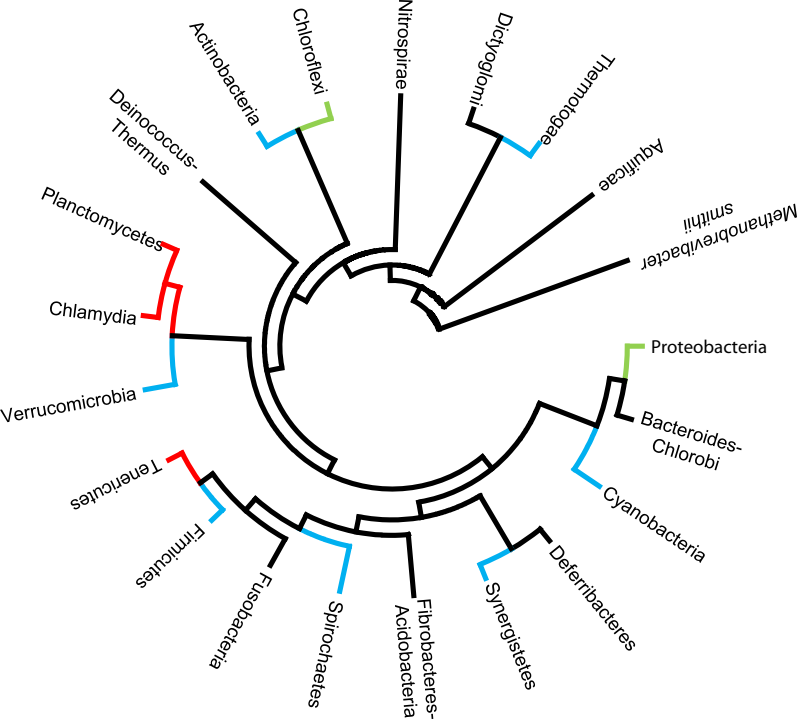 Nitrospirae
Chloroflexi
Dictyoglomi
Actinobacteria
Thermotogae
Deinococcus-
Thermus
Aquificae
Planctomycetes
Methanobrevibacter
smithii
Chlamydia
Proteobacteria
Verrucomicrobia
Bacteroides-
Chlorobi
Tenericutes
Cyanobacteria
Firmicutes
Deferribacteres
Fusobacteria
Synergistetes
Spirochaetes
Fibrobacteres-
Acidobacteria